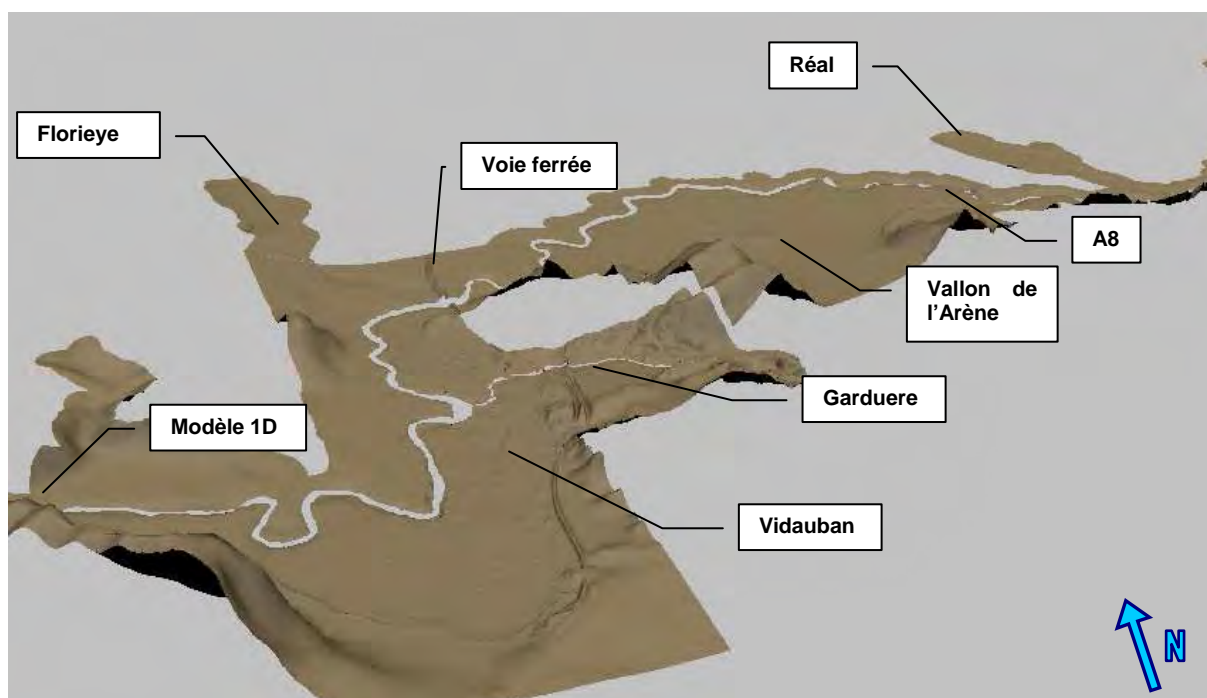 Réal
Florieye
Voie ferrée
A8
Vallon de
l'Arène
Garduere
Modèle 1D
Vidauban
N